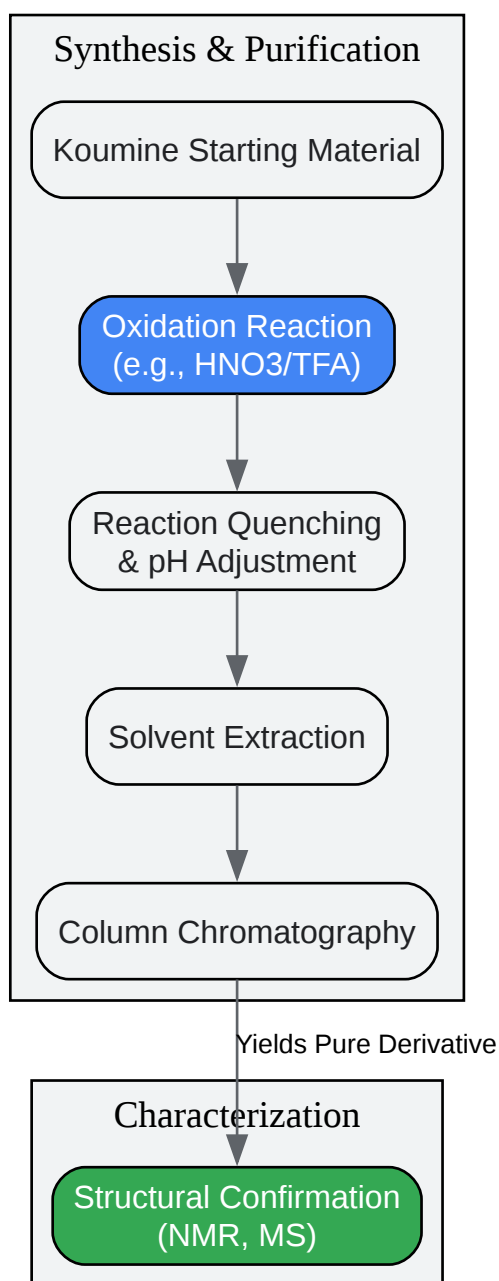 Synthesis & Purification
Koumine Starting Material
Oxidation Reaction
(e.g., HNO3/TFA)
Reaction Quenching
& pH Adjustment
Solvent Extraction
Column Chromatography
Yields Pure Derivative
Characterization
Structural Confirmation
(NMR, MS)